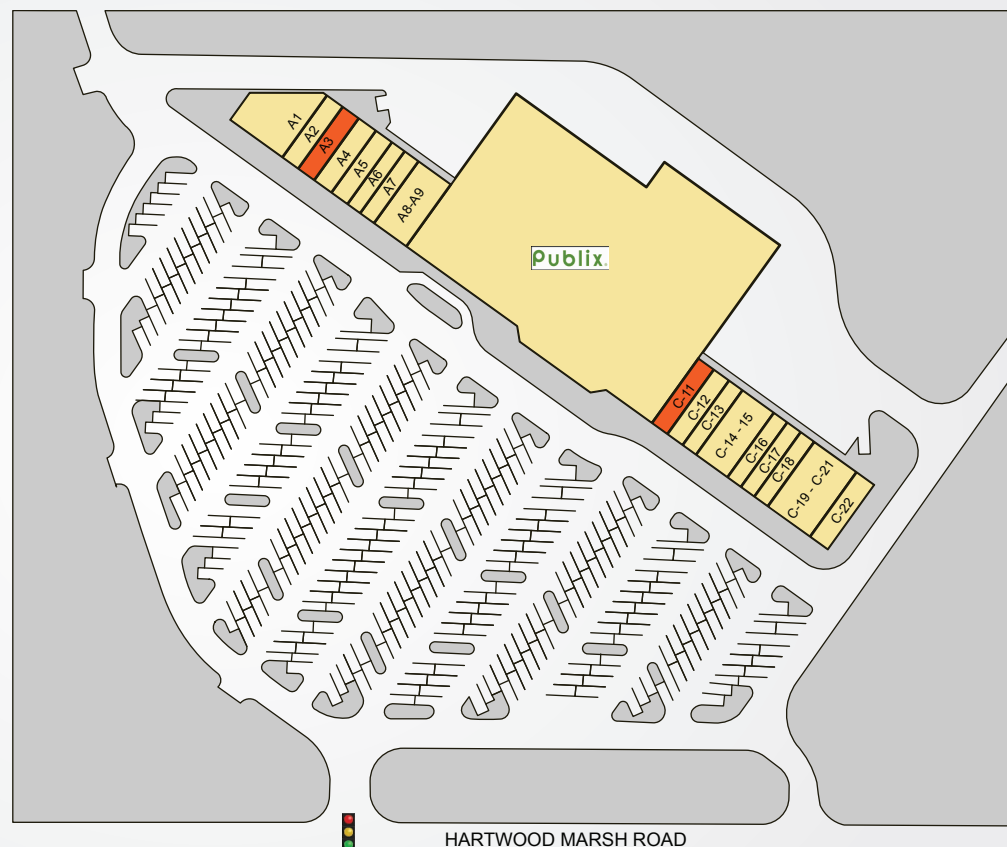 A1
A2
A3
A4
A5
A6
A7
A8-A9
Publix.
C-11
C-12
C-13
C-14 - 15
C-16
C-17
C-18
C-19 - C-21
C-22
HARTWOOD MARSH ROAD